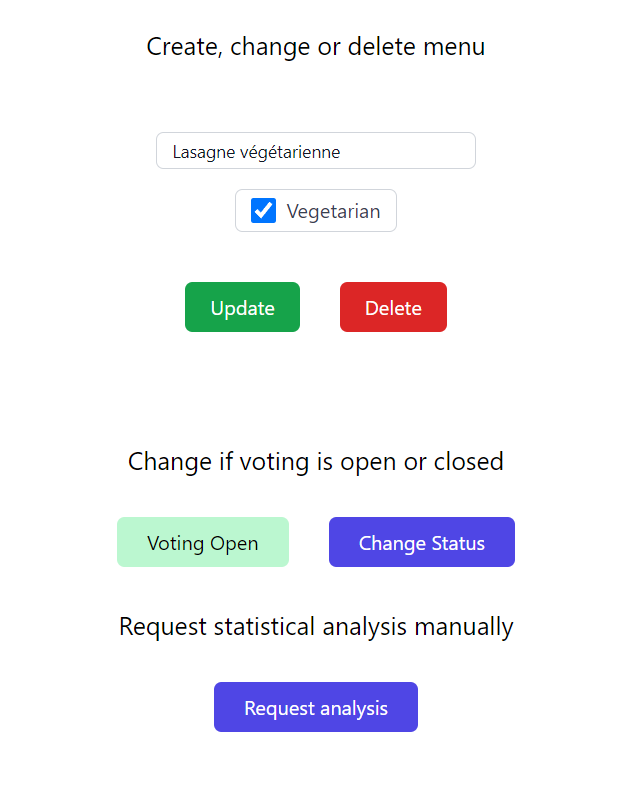 Create, change or delete menu
Lasagne végétarienne
Vegetarian
Update Delete
Change if voting is open or closed
Voting Open Change Status
Request statistical analysis manually
Request analysis